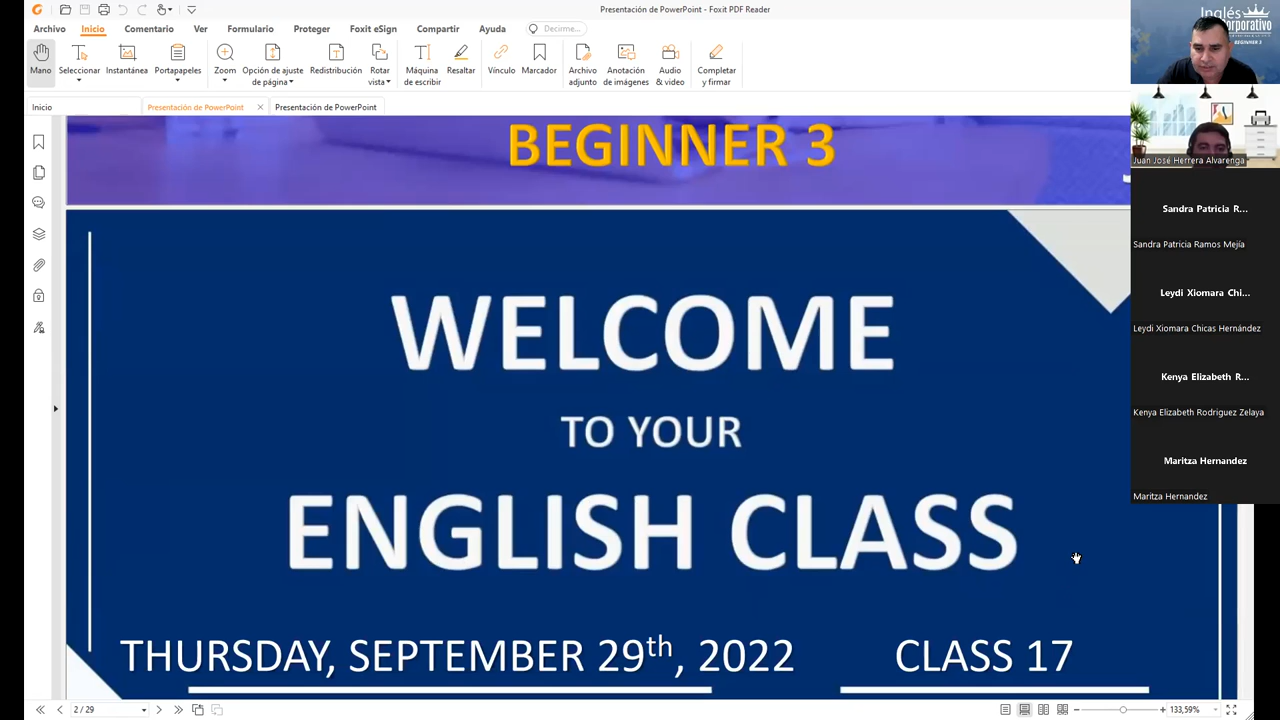 Presentación de PowerPoint - Foxit PDF Reader
Archivo Inicio Comentario Ver Formulario Proteger Foxit eSign Compartir Ayuda Decirme...
Mano Seleccionar Instantánea Portapapeles Zoom Opción de ajuste de página Redistribución Rotar vista Máquina de escribir Resaltar Vínculo Marcador Archivo adjunto Anotación de imágenes Audio & video Completar y firmar
Inicio Presentación de PowerPoint Presentación de PowerPoint
BEGINNER 3
WELCOME
TO YOUR
ENGLISH CLASS
THURSDAY, SEPTEMBER 29th, 2022 CLASS 17
2 / 29
133,59%
Inglés
Corporativo
BEGINNER 3
Juan José Herrera Alvarenga
Sandra Patricia R...
Sandra Patricia Ramos Mejía
Leydi Xiomara Chi...
Leydi Xiomara Chicas Hernández
Kenya Elizabeth R...
Kenya Elizabeth Rodriguez Zelaya
Maritza Hernandez
Maritza Hernandez